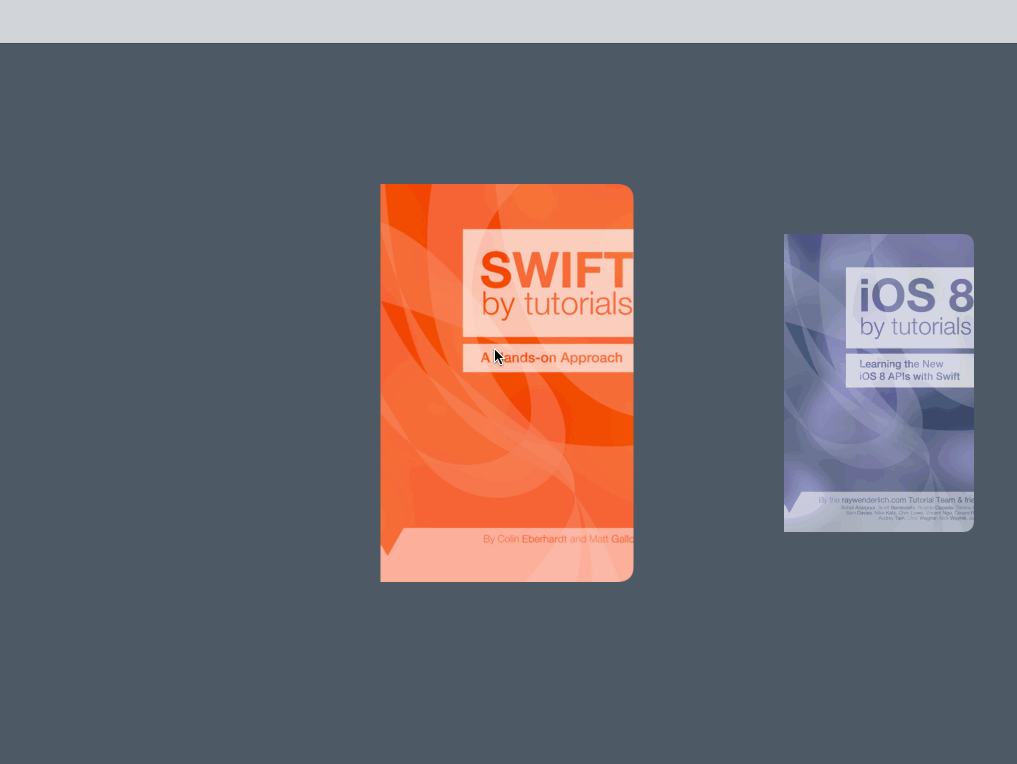 SWIFT
by tutorials
A Hands-on Approach
By Colin Eberhardt and Matt Gallo
iOS 8
by tutorials
Learning the New
iOS 8 APIs with Swift
By the raywenderlich.com Tutorial Team & frie